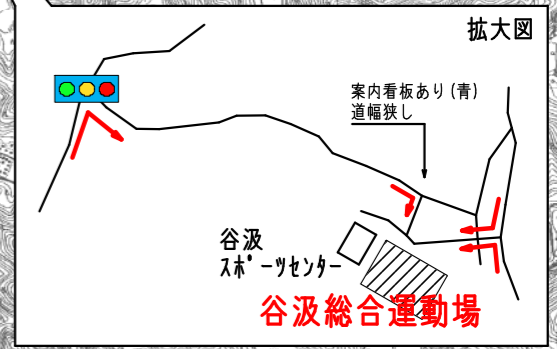 拡大図
案内看板あり(青)
道幅狭し
谷汲
スポーツセンター
谷汲総合運動場